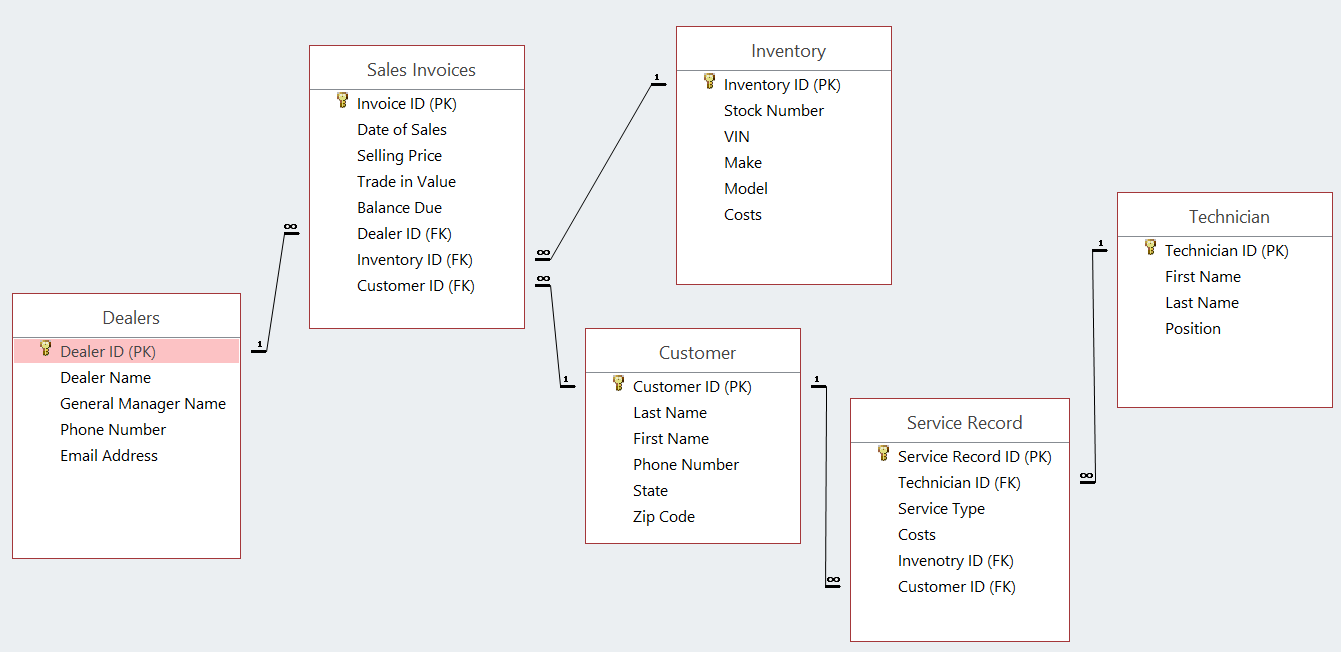 Sales Invoices
Invoice ID (PK)
Date of Sales
Selling Price
Trade in Value
Balance Due
Dealer ID (FK)
Inventory ID (FK)
Customer ID (FK)
Inventory
Inventory ID (PK)
Stock Number
VIN
Make
Model
Costs
Technician
Technician ID (PK)
First Name
Last Name
Position
Dealers
Dealer ID (PK)
Dealer Name
General Manager Name
Phone Number
Email Address
Customer
Customer ID (PK)
Last Name
First Name
Phone Number
State
Zip Code
Service Record
Service Record ID (PK)
Technician ID (FK)
Service Type
Costs
Invenotry ID (FK)
Customer ID (FK)
1
∞
1
∞
∞
1
1
∞
1
∞